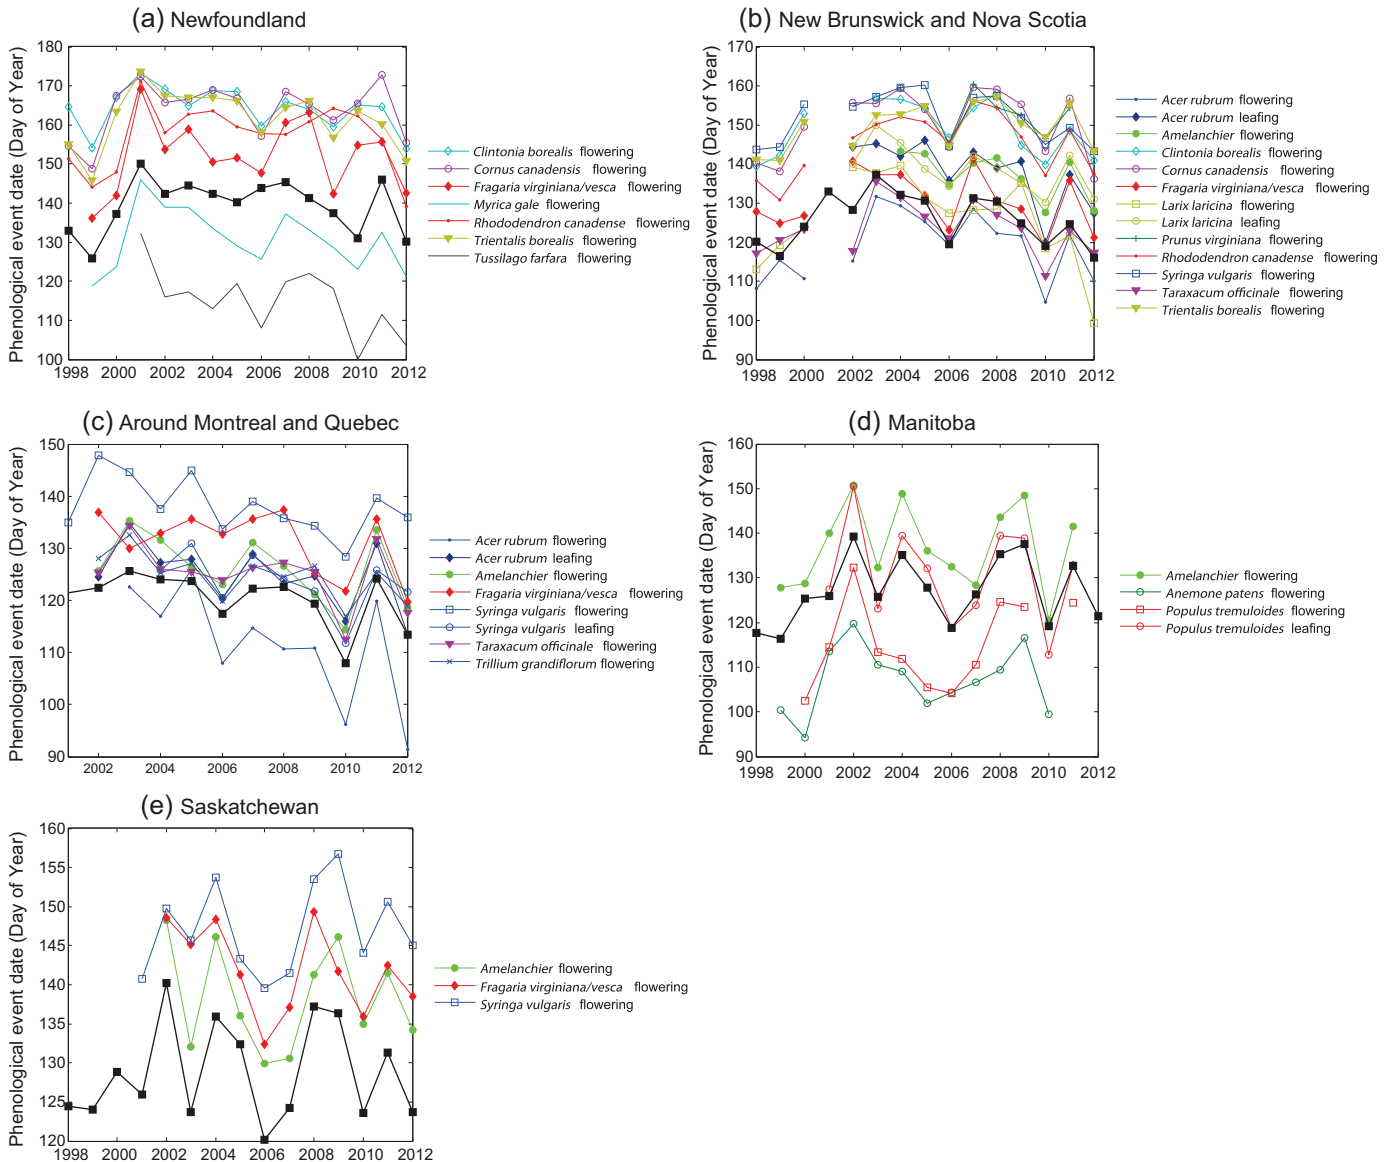 (a) Newfoundland
Phenological event date (Day of Year)
180
170
160
150
140
130
120
110
100
1998 2000 2002 2004 2006 2008 2010 2012
Clintonia borealis flowering
Cornus canadensis flowering
Fragaria virginiana/vesca flowering
Myrica gale flowering
Rhododendron canadense flowering
Trientalis borealis flowering
Tussilago farfara flowering
(b) New Brunswick and Nova Scotia
Phenological event date (Day of Year)
170
160
150
140
130
120
110
100
90
1998 2000 2002 2004 2006 2008 2010 2012
Acer rubrum flowering
Acer rubrum leafing
Amelanchier flowering
Clintonia borealis flowering
Cornus canadensis flowering
Fragaria virginiana/vesca flowering
Larix laricina flowering
Larix laricina leafing
Prunus virginiana flowering
Rhododendron canadense flowering
Syringa vulgaris flowering
Taraxacum officinale flowering
Trientalis borealis flowering
(c) Around Montreal and Quebec
Phenological event date (Day of Year)
150
140
130
120
110
100
90
2002 2004 2006 2008 2010 2012
Acer rubrum flowering
Acer rubrum leafing
Amelanchier flowering
Fragaria virginiana/vesca flowering
Syringa vulgaris flowering
Syringa vulgaris leafing
Taraxacum officinale flowering
Trillium grandiflorum flowering
(d) Manitoba
Phenological event date (Day of Year)
160
150
140
130
120
110
100
90
1998 2000 2002 2004 2006 2008 2010 2012
Amelanchier flowering
Anemone patens flowering
Populus tremuloides flowering
Populus tremuloides leafing
(e) Saskatchewan
Phenological event date (Day of Year)
160
155
150
145
140
135
130
125
120
1998 2000 2002 2004 2006 2008 2010 2012
Amelanchier flowering
Fragaria virginiana/vesca flowering
Syringa vulgaris flowering